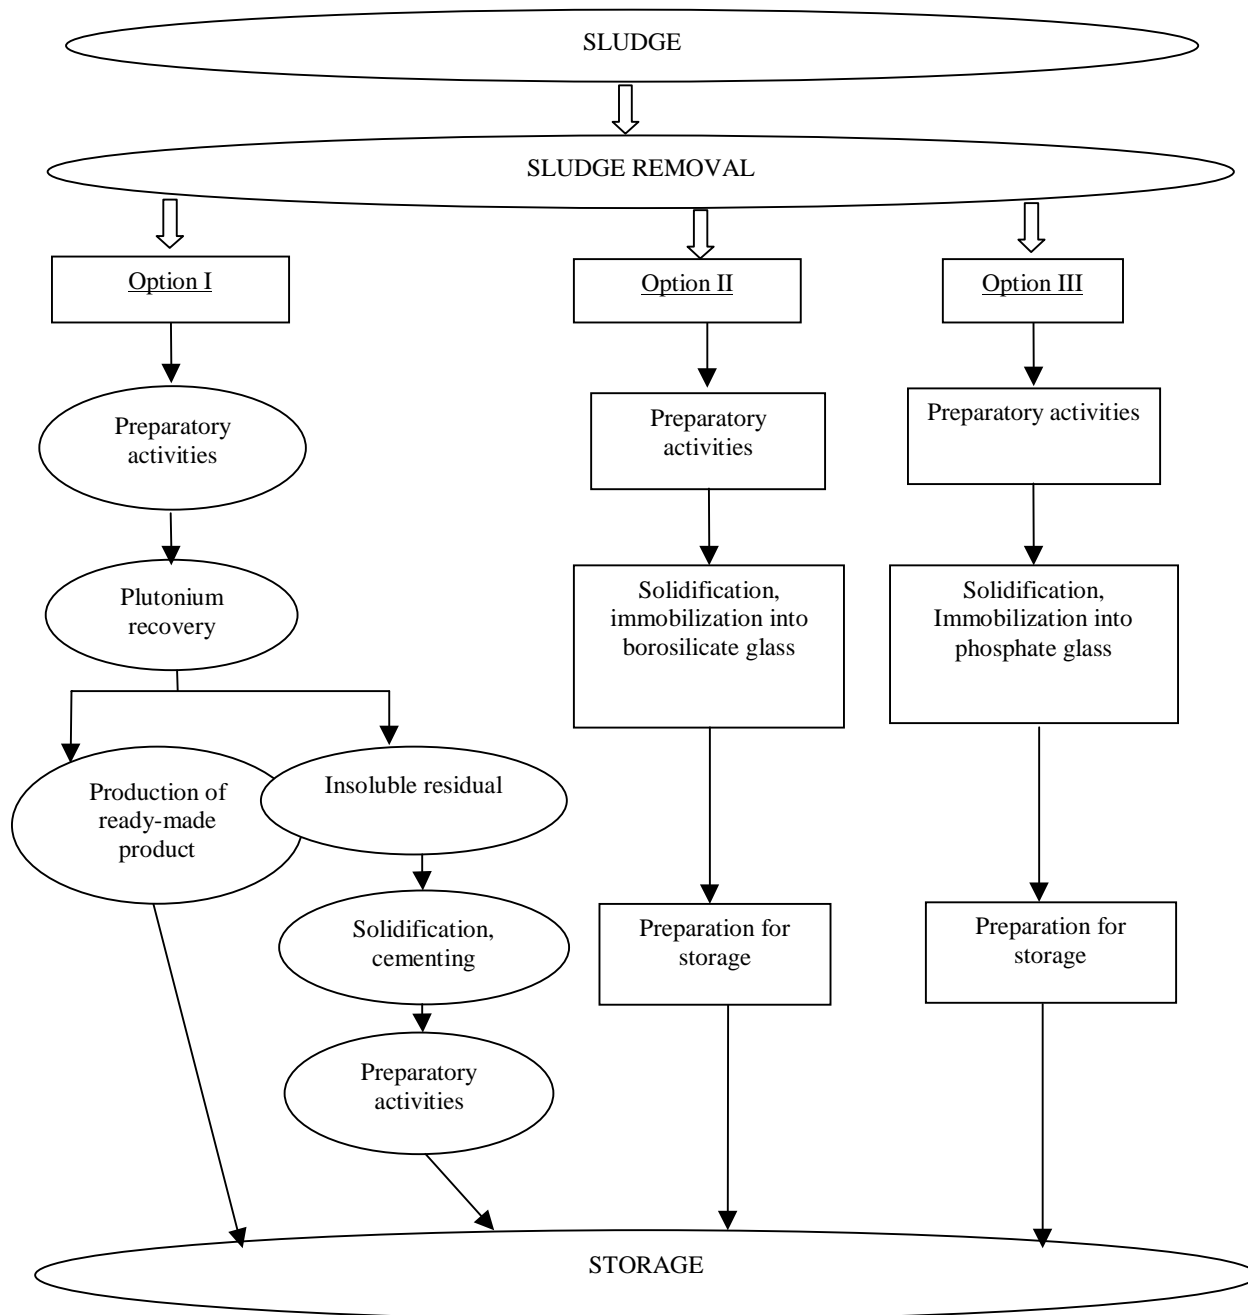 SLUDGE
SLUDGE REMOVAL
Option I
Option II
Option III
Preparatory
activities
Preparatory
activities
Preparatory activities
Plutonium
recovery
Solidification,
immobilization into
borosilicate glass
Solidification,
Immobilization into
phosphate glass
Production of
ready-made
product
Insoluble residual
Solidification,
cementing
Preparation for
storage
Preparation for
storage
Preparatory
activities
STORAGE